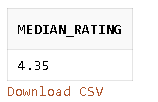 MEDIAN_RATING
4.35
Download CSV